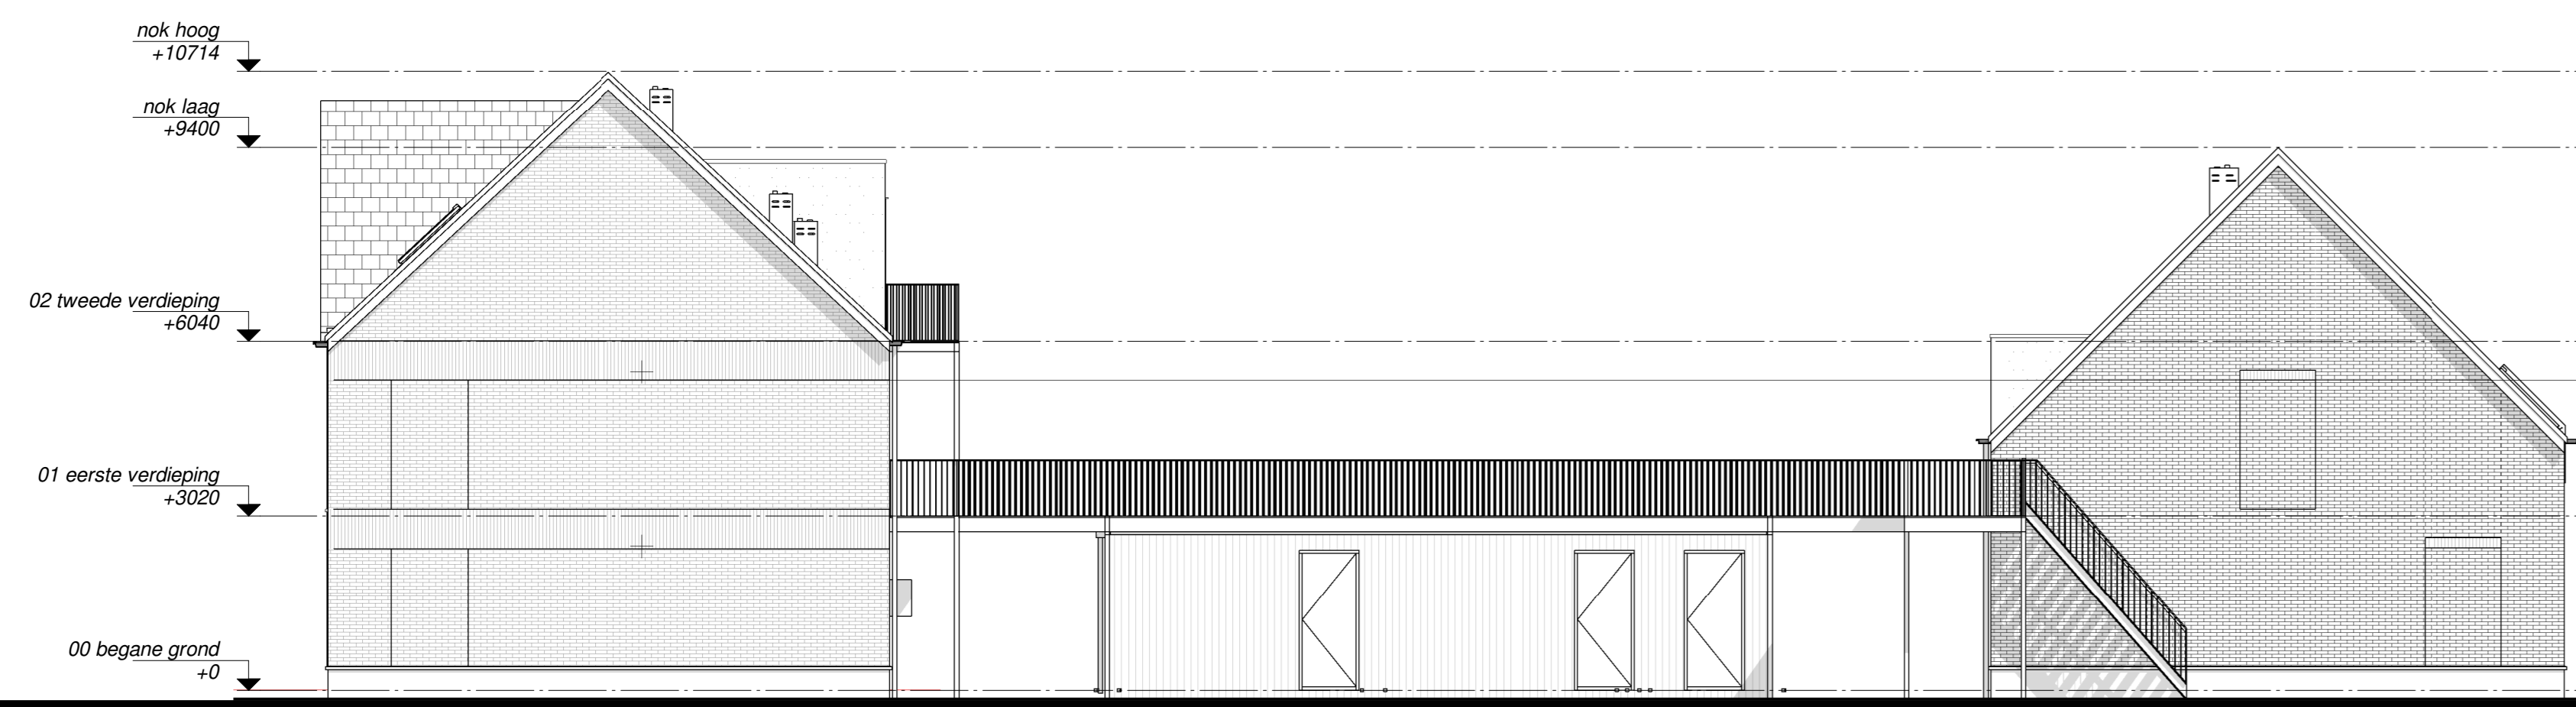 nok hoog
+10714
nok laag
+9400
02 tweede verdieping
+6040
01 eerste verdieping
+3020
00 begane grond
+0